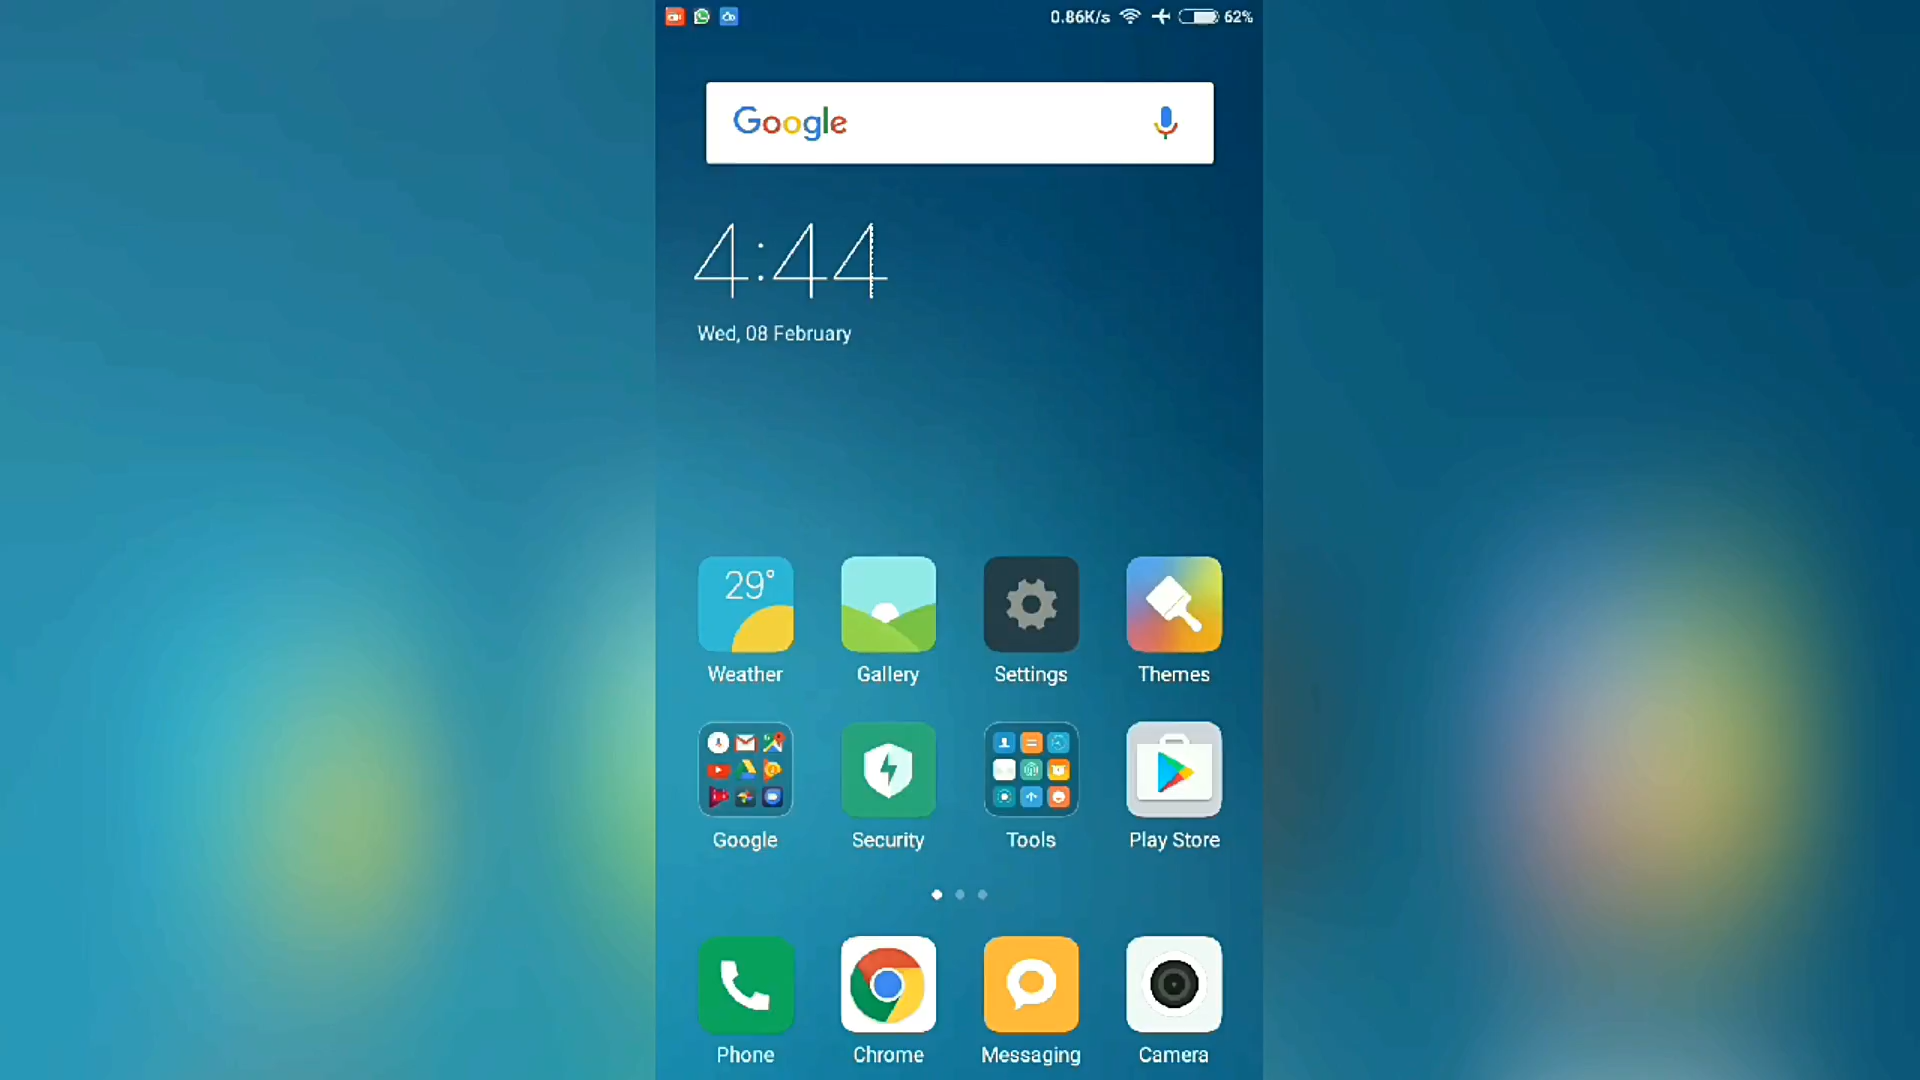 0.86K/s 62%
Google
4:44
Wed, 08 February
29°
Weather Gallery Settings Themes
Google Security Tools Play Store
Phone Chrome Messaging Camera